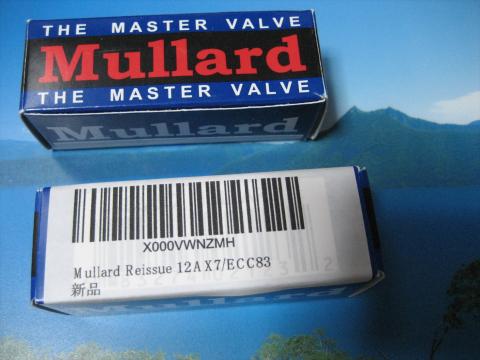 THE MASTER VALVE
Mullard
THE MASTER VALVE
Mullard
X000VWNZMH
Mullard Reissue 12AX7/ECC83
新品